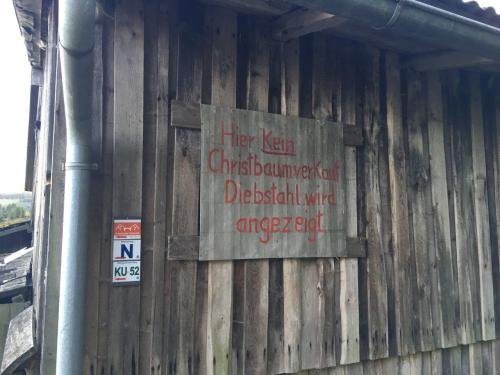 Hier Kein
Christbaumverkauf
Diebstahl wird
angezeigt
N
KU 52